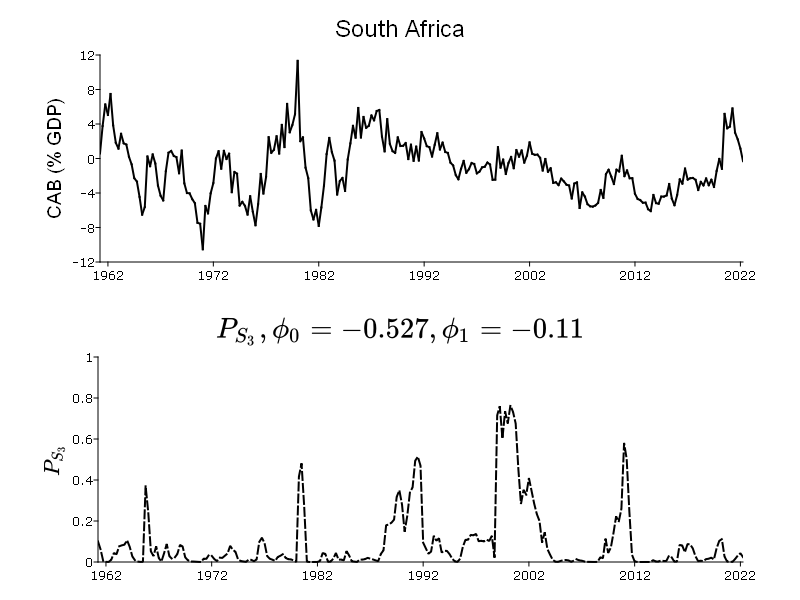 South Africa
CAB (% GDP)
12
8
4
0
−4
−8
−12
1962 1972 1982 1992 2002 2012 2022
P_{S_3}, ϕ_0 = −0.527, ϕ_1 = −0.11
P_{S_3}
1
0.8
0.6
0.4
0.2
0
1962 1972 1982 1992 2002 2012 2022